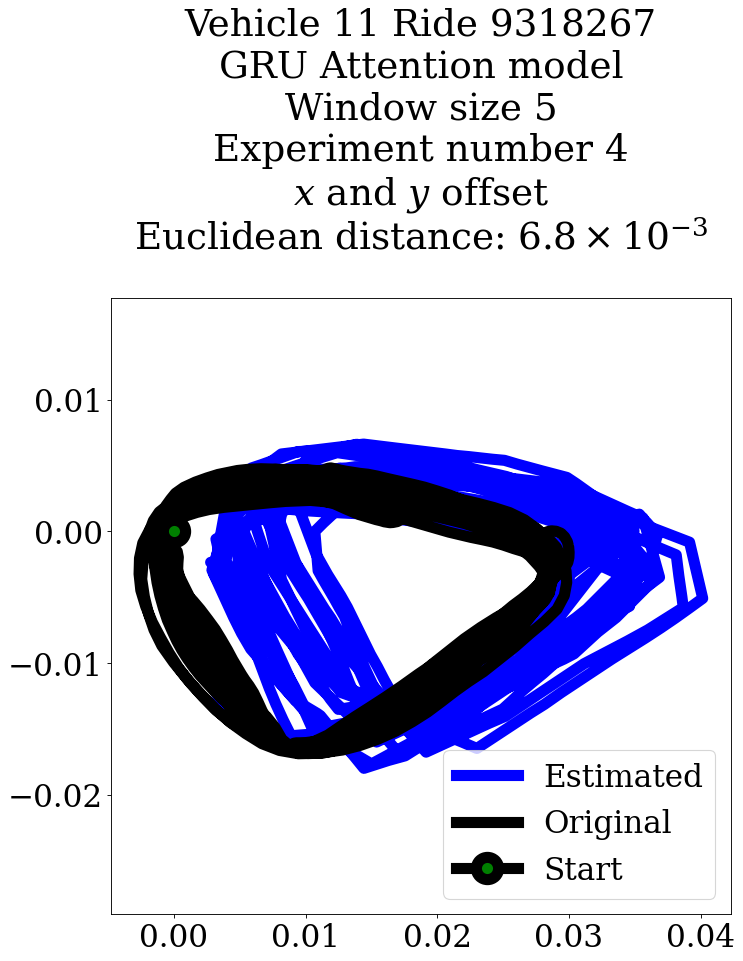 Vehicle 11 Ride 9318267
GRU Attention model
Window size 5
Experiment number 4
x and y offset
Euclidean distance: 6.8 × 10⁻³
0.01
0.00
−0.01
−0.02
Estimated
Original
Start
0.00 0.01 0.02 0.03 0.04